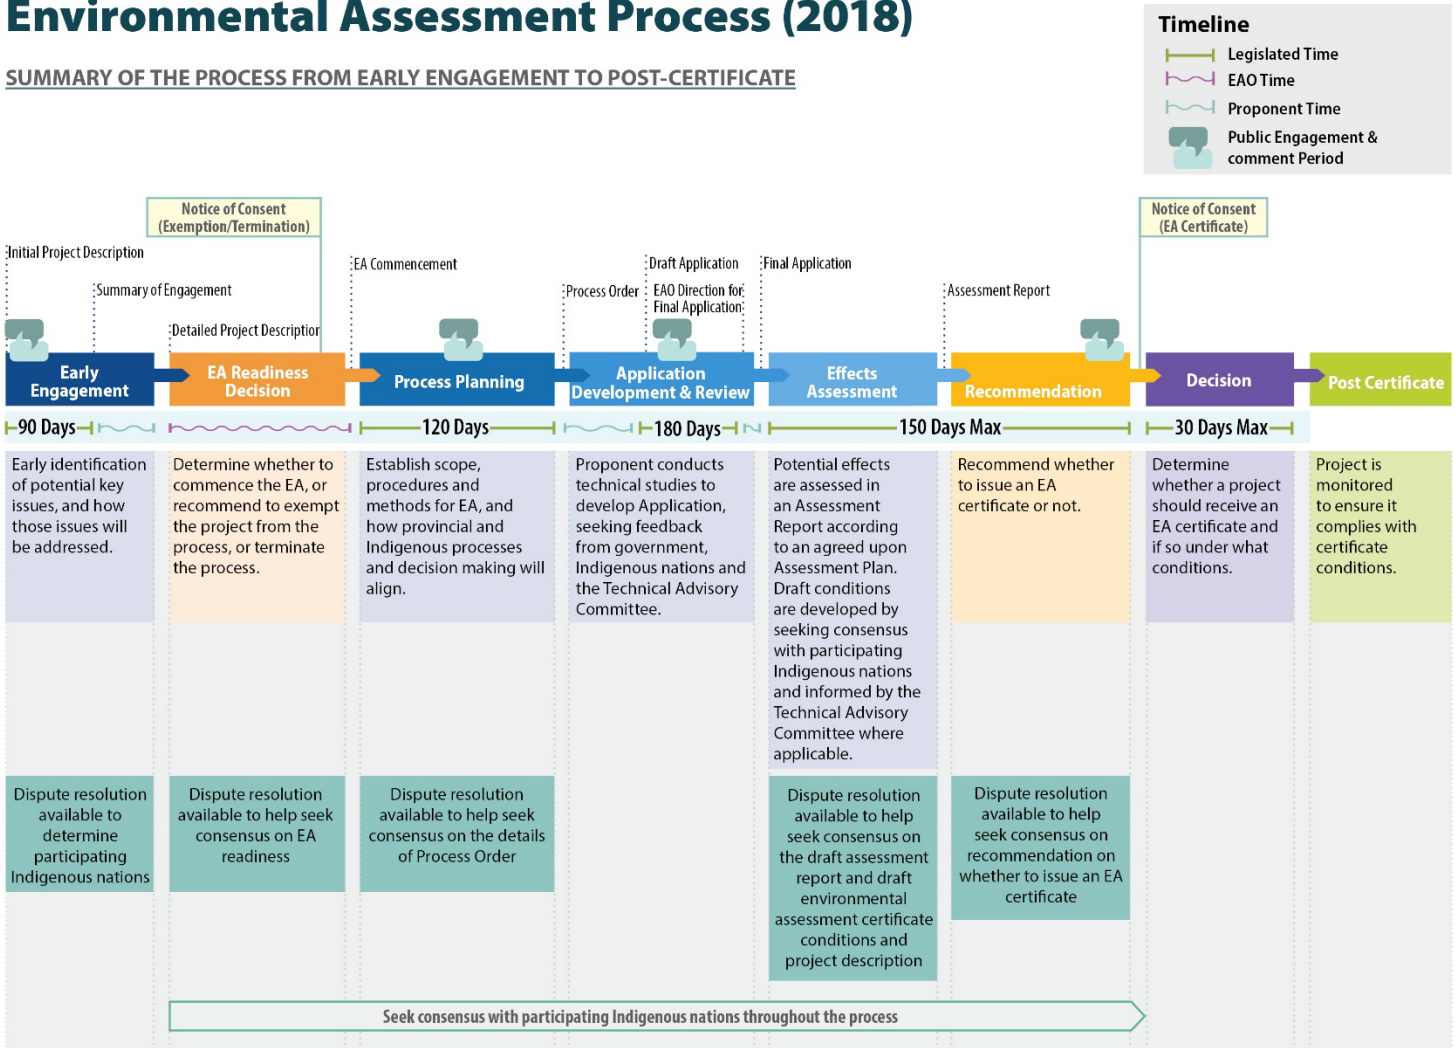 Environmental Assessment Process (2018)
SUMMARY OF THE PROCESS FROM EARLY ENGAGEMENT TO POST-CERTIFICATE
Timeline
Legislated Time
EAO Time
Proponent Time
Public Engagement &
comment Period
Notice of Consent
(Exemption/Termination)
Notice of Consent
(EA Certificate)
Initial Project Description
Summary of Engagement
Detailed Project Description
EA Commencement
Process Order
Draft Application
EAO Direction for
Final Application
Final Application
Assessment Report
Early
Engagement
EA Readiness
Decision
Process Planning
Application
Development & Review
Effects
Assessment
Recommendation
Decision
Post Certificate
90 Days
120 Days
180 Days
150 Days Max
30 Days Max
Early identification
of potential key
issues, and how
those issues will
be addressed.
Determine whether to
commence the EA, or
recommend to exempt
the project from the
process, or terminate
the process.
Establish scope,
procedures and
methods for EA, and
how provincial and
Indigenous processes
and decision making will
align.
Proponent conducts
technical studies to
develop Application,
seeking feedback
from government,
Indigenous nations and
the Technical Advisory
Committee.
Potential effects
are assessed in
an Assessment
Report according
to an agreed upon
Assessment Plan.
Draft conditions
are developed by
seeking consensus
with participating
Indigenous nations
and informed by the
Technical Advisory
Committee where
applicable.
Recommend whether
to issue an EA
certificate or not.
Determine
whether a project
should receive an
EA certificate and
if so under what
conditions.
Project is
monitored
to ensure it
complies with
certificate
conditions.
Dispute resolution
available to
determine
participating
Indigenous nations
Dispute resolution
available to help seek
consensus on EA
readiness
Dispute resolution
available to help seek
consensus on the details
of Process Order
Dispute resolution
available to help
seek consensus on
the draft assessment
report and draft
environmental
assessment certificate
conditions and
project description
Dispute resolution
available to help
seek consensus on
recommendation on
whether to issue an EA
certificate
Seek consensus with participating Indigenous nations throughout the process